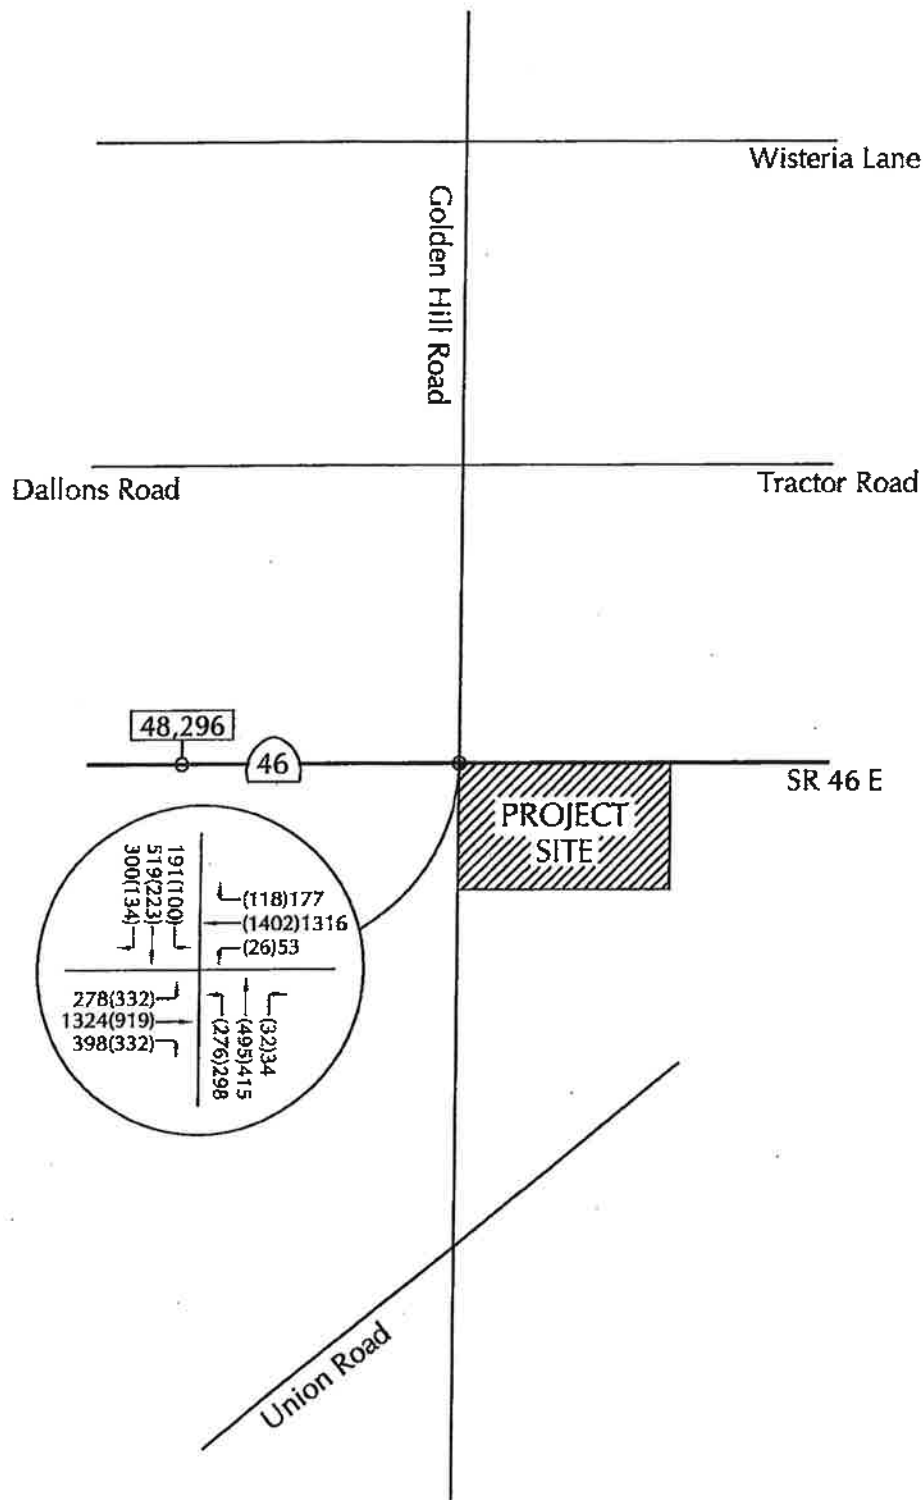 Wisteria Lane
Golden Hill Road
Dallons Road
Tractor Road
48,296
46
SR 46 E
PROJECT
SITE
191(100)
519(223)
300(134)
(118)177
(1402)1316
(26)53
278(332)
1324(919)
398(332)
(32)34
(495)415
(276)298
Union Road